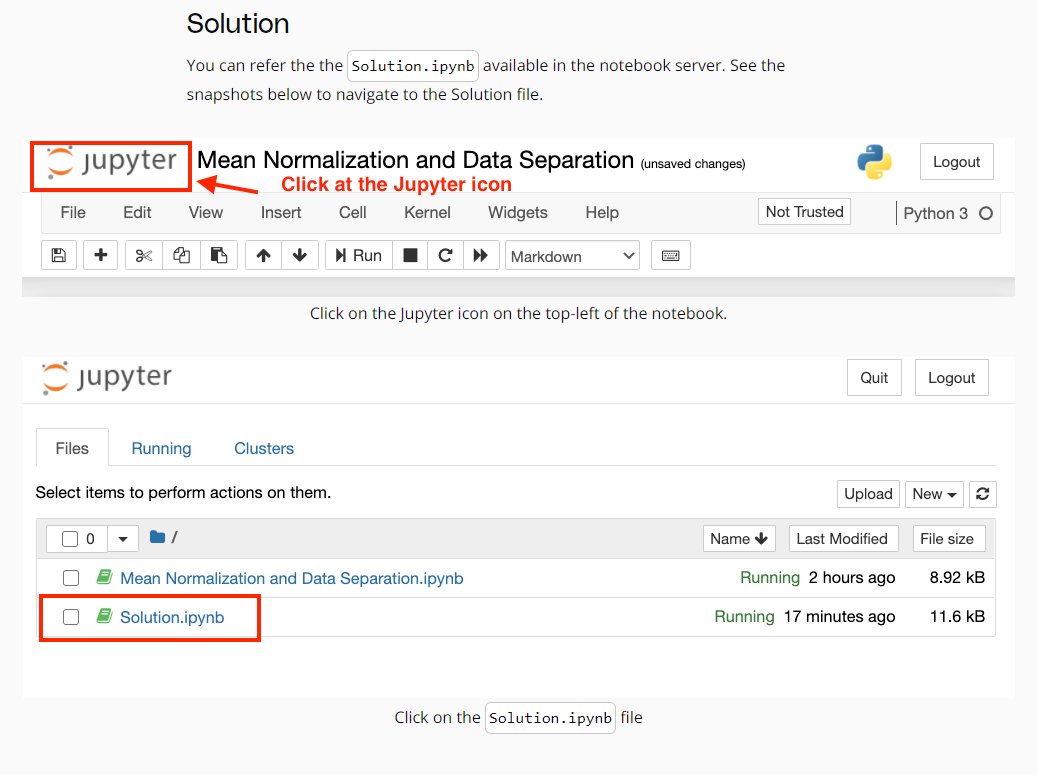 Solution
You can refer the the Solution.ipynb available in the notebook server. See the
snapshots below to navigate to the Solution file.
jupyter Mean Normalization and Data Separation (unsaved changes) Logout
Click at the Jupyter icon
File Edit View Insert Cell Kernel Widgets Help Not Trusted Python 3
Run Markdown
Click on the Jupyter icon on the top-left of the notebook.
jupyter Quit Logout
Files Running Clusters
Select items to perform actions on them. Upload New
0 / Name Last Modified File size
Mean Normalization and Data Separation.ipynb Running 2 hours ago 8.92 kB
Solution.ipynb Running 17 minutes ago 11.6 kB
Click on the Solution.ipynb file